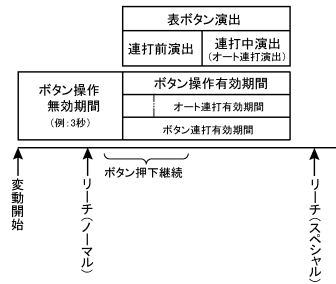 表ボタン演出
連打前演出
連打中演出
(オート連打演出)
ボタン操作
無効期間
(例:3秒)
ボタン操作有効期間
オート連打有効期間
ボタン連打有効期間
ボタン押下継続
変動開始
リーチ(ノーマル)
リーチ(スペシャル)